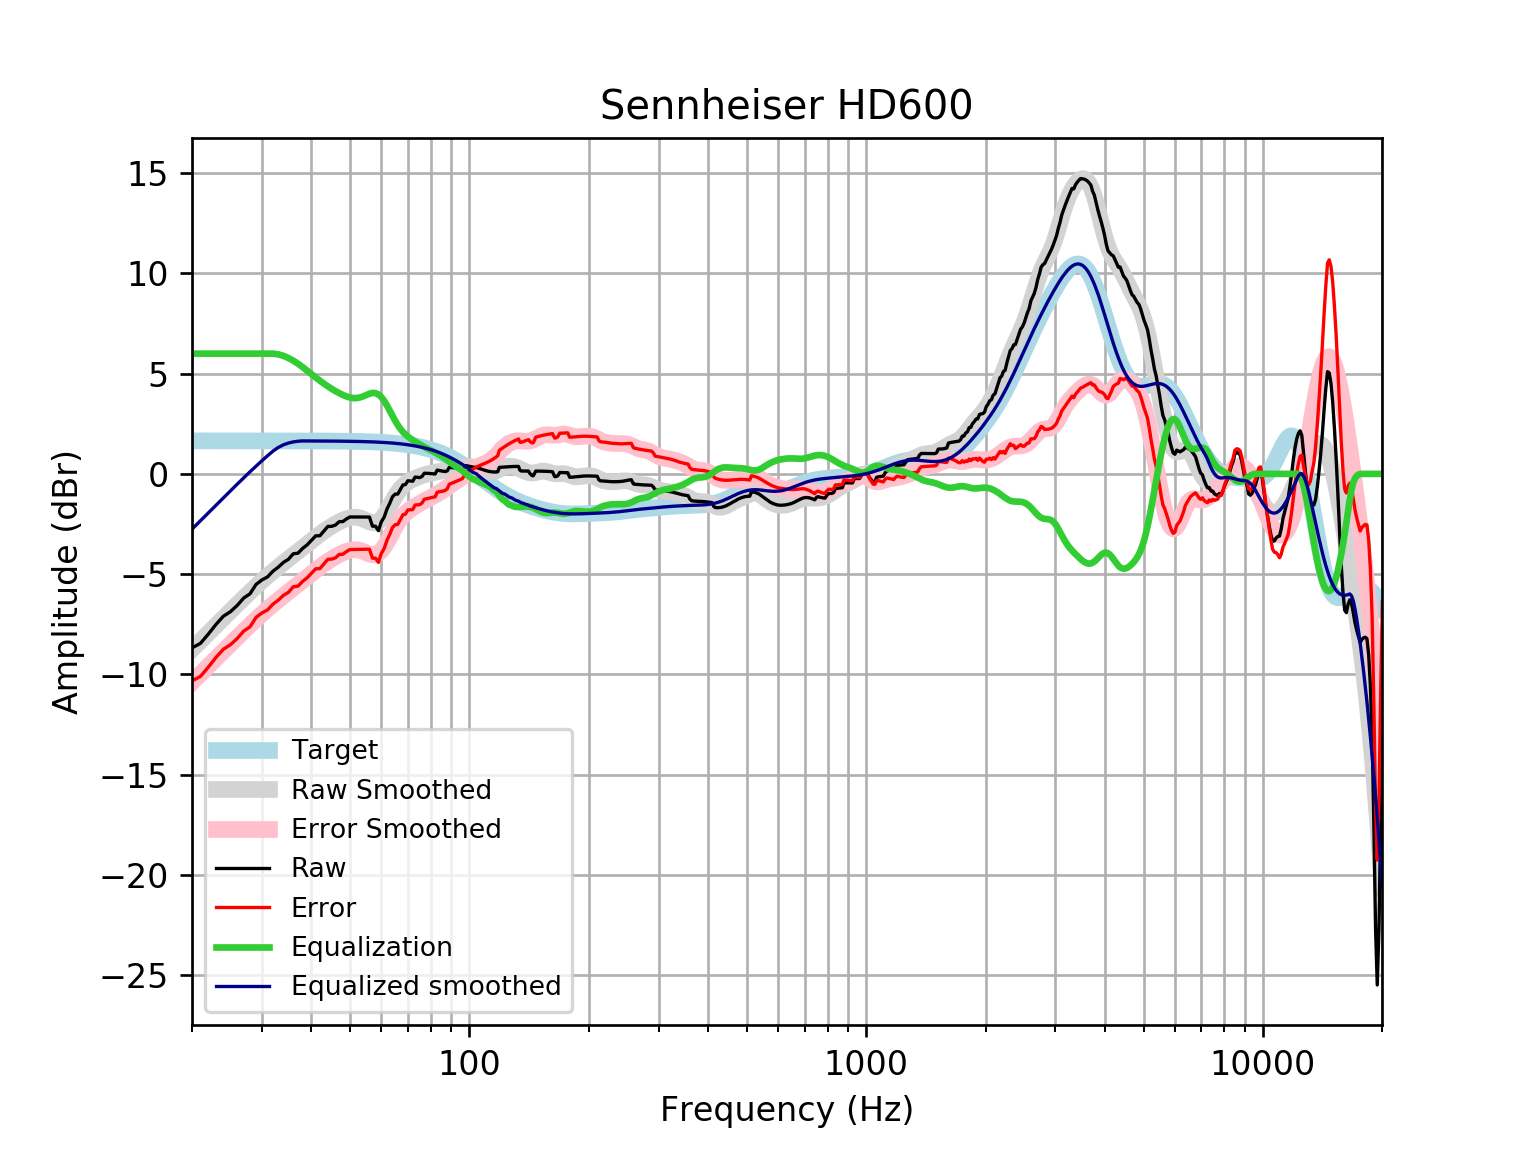 Sennheiser HD600
15
10
5
0
−5
−10
−15
−20
−25
Amplitude (dBr)
Target
Raw Smoothed
Error Smoothed
Raw
Error
Equalization
Equalized smoothed
100
1000
10000
Frequency (Hz)